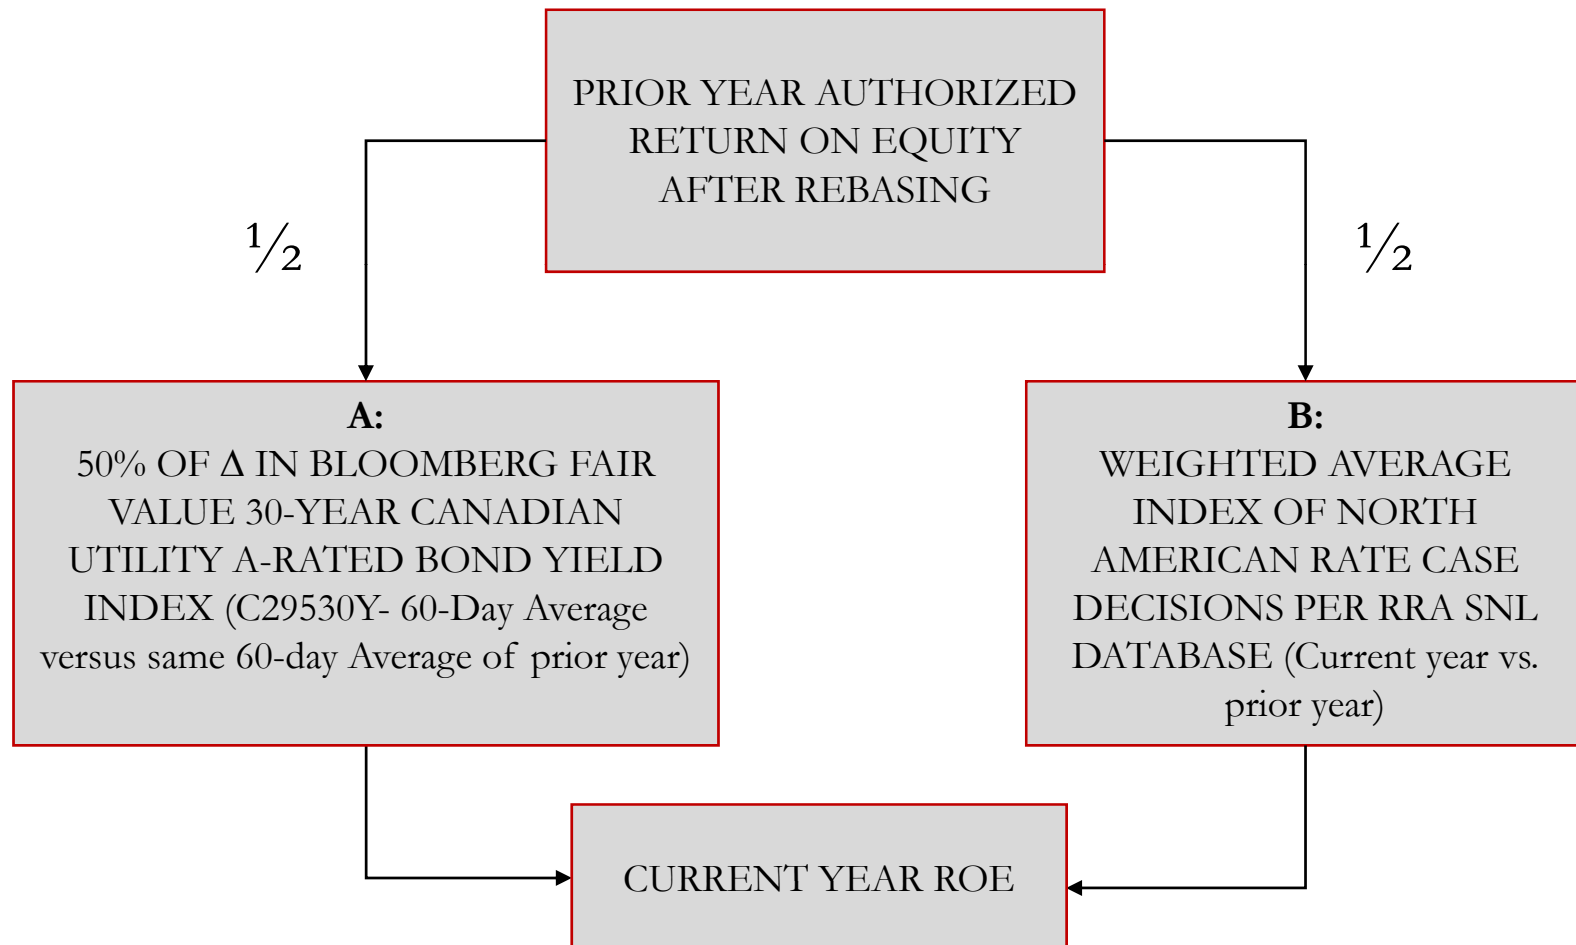 PRIOR YEAR AUTHORIZED
RETURN ON EQUITY
AFTER REBASING
½
½
A:
50% OF Δ IN BLOOMBERG FAIR
VALUE 30-YEAR CANADIAN
UTILITY A-RATED BOND YIELD
INDEX (C29530Y- 60-Day Average
versus same 60-day Average of prior year)
B:
WEIGHTED AVERAGE
INDEX OF NORTH
AMERICAN RATE CASE
DECISIONS PER RRA SNL
DATABASE (Current year vs.
prior year)
CURRENT YEAR ROE